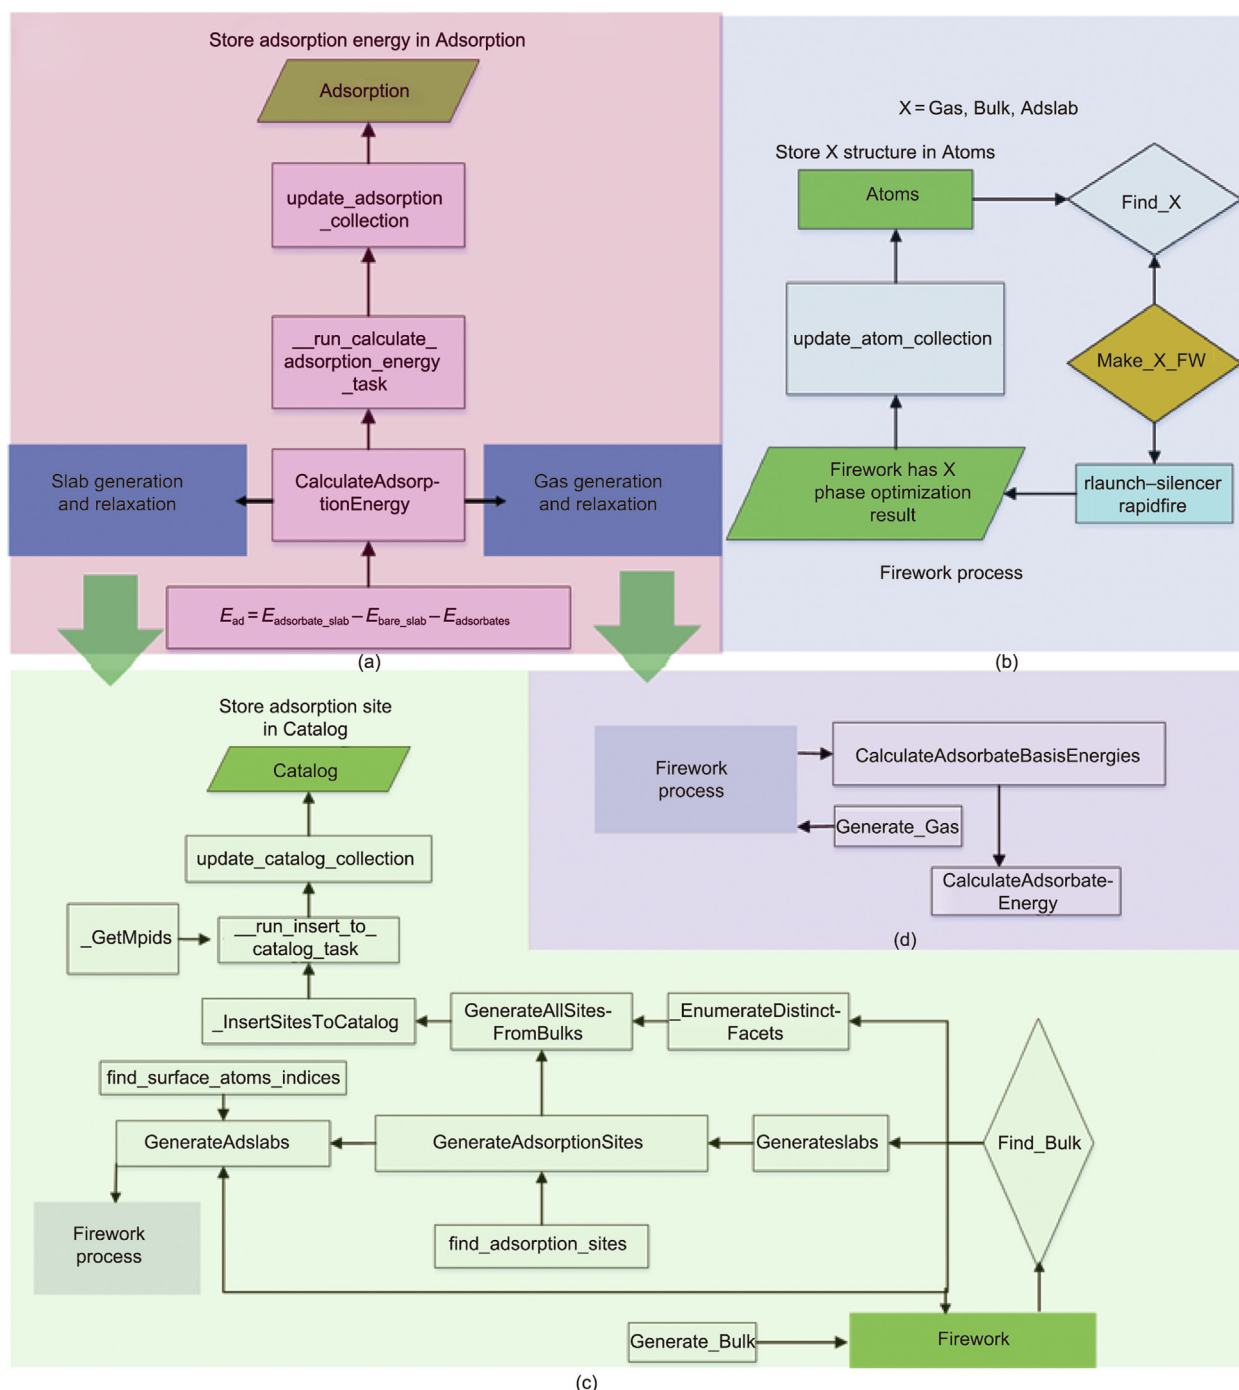 Store adsorption energy in Adsorption
Adsorption
update_adsorption
_collection
__run_calculate_
adsorption_energy
_task
Slab generation
and relaxation
CalculateAdsorp-
tionEnergy
Gas generation
and relaxation
E_ad = E_adsorbate_slab – E_bare_slab – E_adsorbates
(a)
X = Gas, Bulk, Adslab
Store X structure in Atoms
Atoms
Find_X
update_atom_collection
Make_X_FW
Firework has X
phase optimization
result
rlaunch–silencer
rapidfire
Firework process
(b)
Store adsorption site
in Catalog
Catalog
update_catalog_collection
_GetMpids
__run_insert_to_
catalog_task
_InsertSitesToCatalog
GenerateAllSites-
FromBulks
_EnumerateDistinct-
Facets
find_surface_atoms_indices
GenerateAdslabs
GenerateAdsorptionSites
Generateslabs
Find_Bulk
Firework
process
find_adsorption_sites
Generate_Bulk
Firework
(c)
Firework
process
CalculateAdsorbateBasisEnergies
Generate_Gas
CalculateAdsorbate-
Energy
(d)